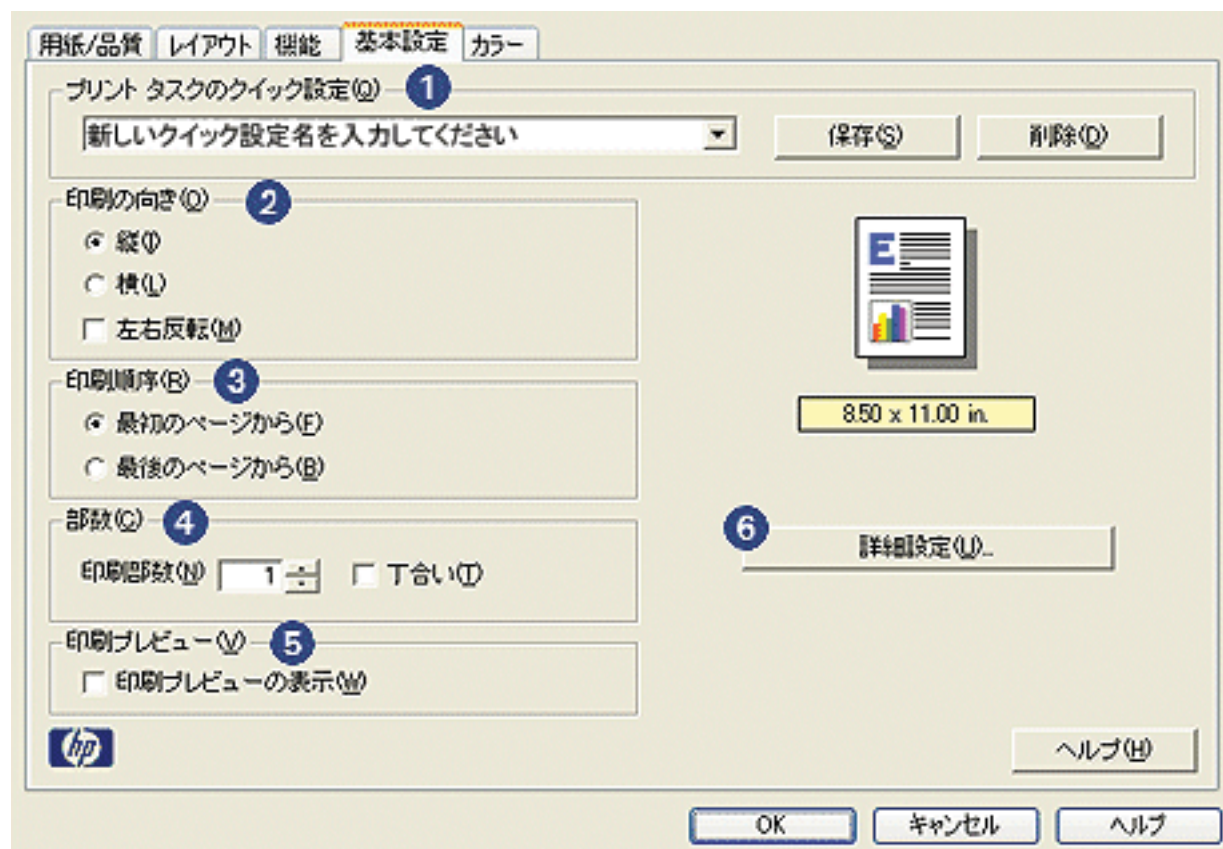 用紙/品質 レイアウト 機能 基本設定 カラー
プリント タスクのクイック設定(Q) 1
新しいクイック設定名を入力してください 保存(S) 削除(D)
印刷の向き(O) 2
縦(T)
横(L)
左右反転(M)
E
印刷順序(R) 3
最初のページから(F)
最後のページから(B)
8.50 x 11.00 in.
部数(C) 4
印刷部数(N) 1 丁合い(T)
6 詳細設定(U)...
印刷プレビュー(V) 5
印刷プレビューの表示(W)
hp
ヘルプ(H)
OK キャンセル ヘルプ